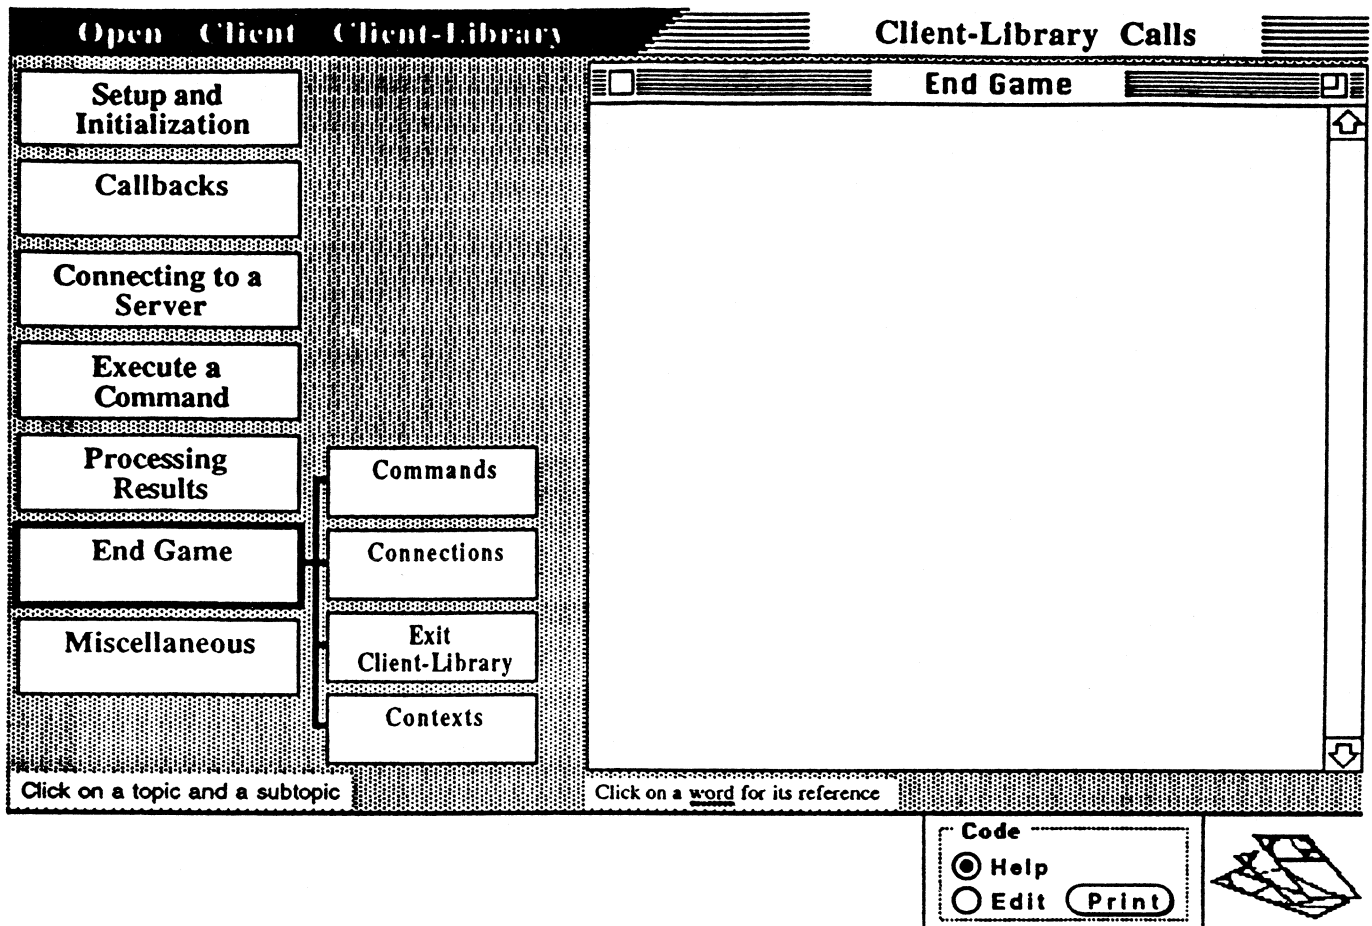 Open Client Client-Library
Client-Library Calls
Setup and
Initialization
Callbacks
Connecting to a
Server
Execute a
Command
Processing
Results
End Game
Miscellaneous
Commands
Connections
Exit
Client-Library
Contexts
Click on a topic and a subtopic
End Game
Click on a word for its reference
Code
Help
Edit
Print